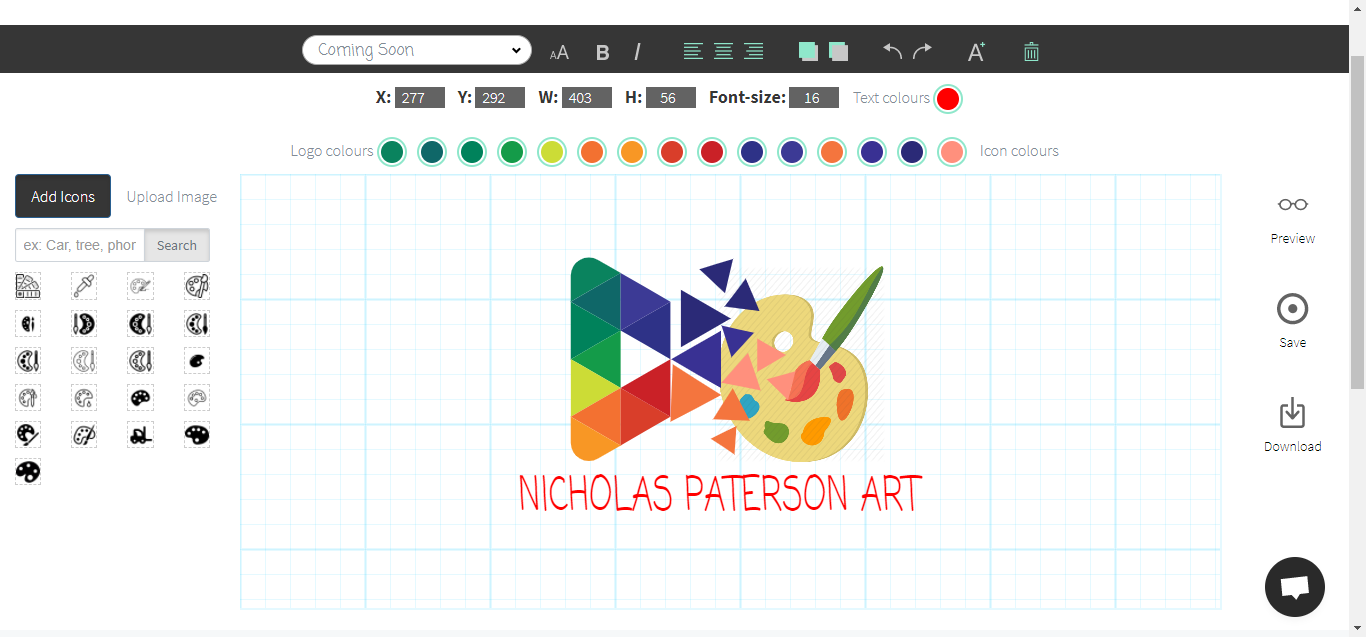 Coming Soon AA B I A+
X: 277 Y: 292 W: 403 H: 56 Font-size: 16 Text colours
Logo colours Icon colours
Add Icons Upload Image
ex: Car, tree, phor Search
Preview
Save
Download
NICHOLAS PATERSON ART